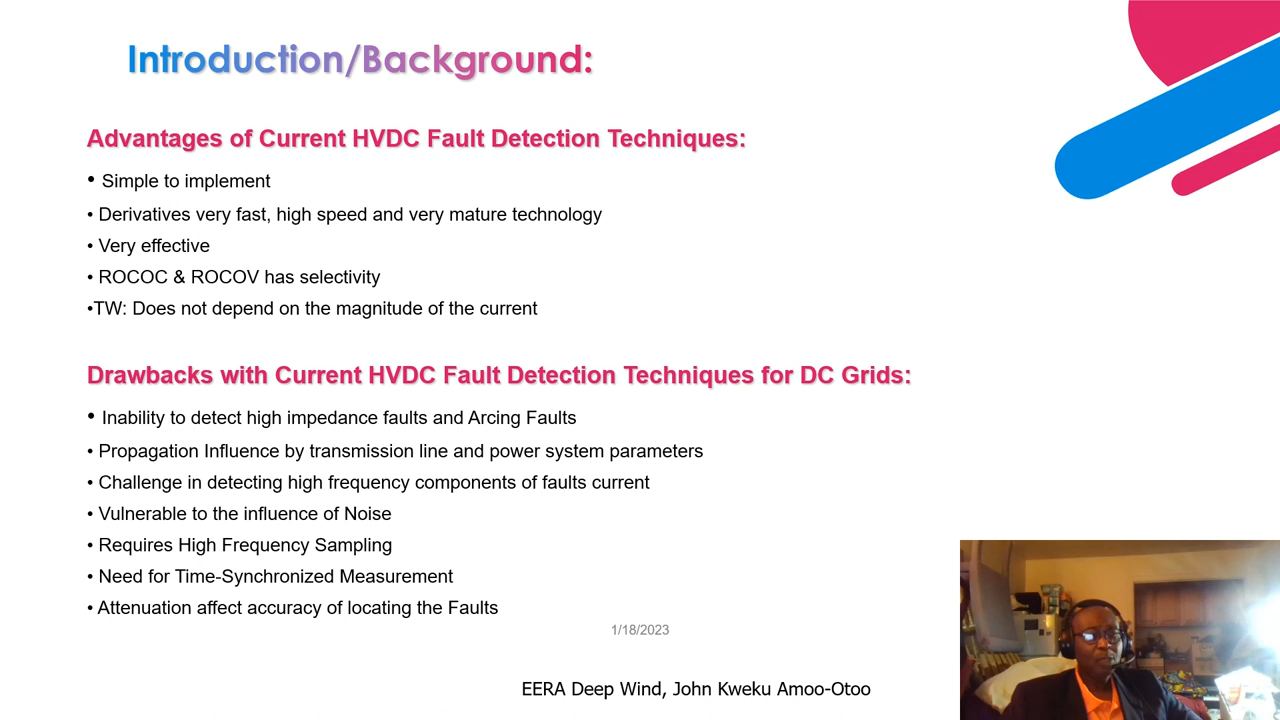 Introduction/Background:
Advantages of Current HVDC Fault Detection Techniques:
• Simple to implement
• Derivatives very fast, high speed and very mature technology
• Very effective
• ROCOC & ROCOV has selectivity
•TW: Does not depend on the magnitude of the current
Drawbacks with Current HVDC Fault Detection Techniques for DC Grids:
• Inability to detect high impedance faults and Arcing Faults
• Propagation Influence by transmission line and power system parameters
• Challenge in detecting high frequency components of faults current
• Vulnerable to the influence of Noise
• Requires High Frequency Sampling
• Need for Time-Synchronized Measurement
• Attenuation affect accuracy of locating the Faults
1/18/2023
EERA Deep Wind, John Kweku Amoo-Otoo